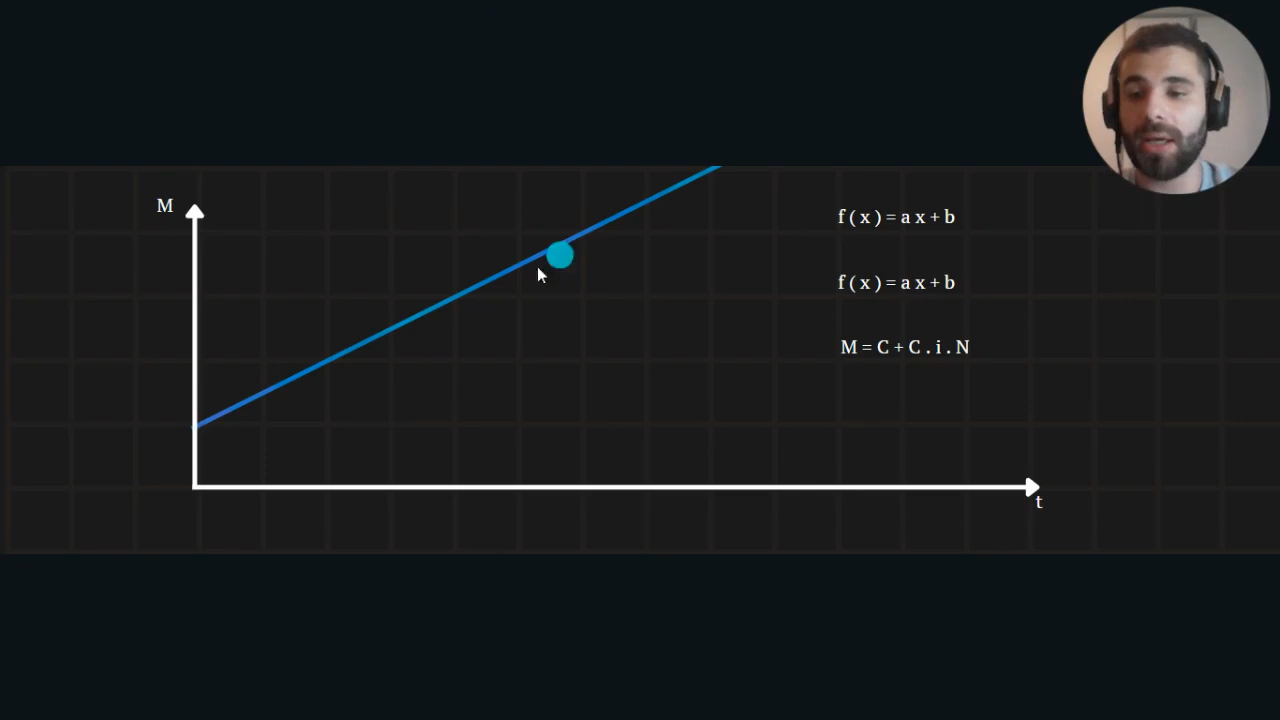 M
f ( x ) = a x + b
f ( x ) = a x + b
M = C + C . i . N
t